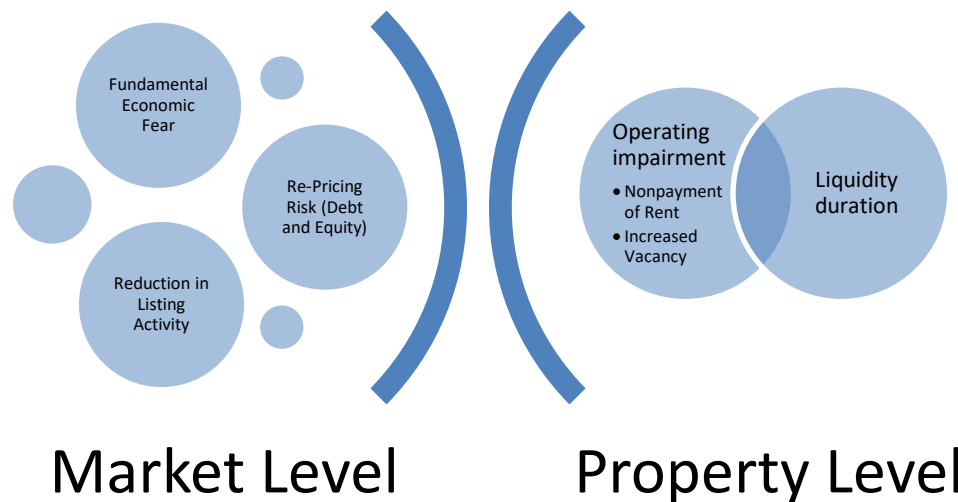 Fundamental
Economic
Fear
Re-Pricing
Risk (Debt
and Equity)
Reduction in
Listing
Activity
Operating
impairment
• Nonpayment
of Rent
• Increased
Vacancy
Liquidity
duration
Market Level
Property Level